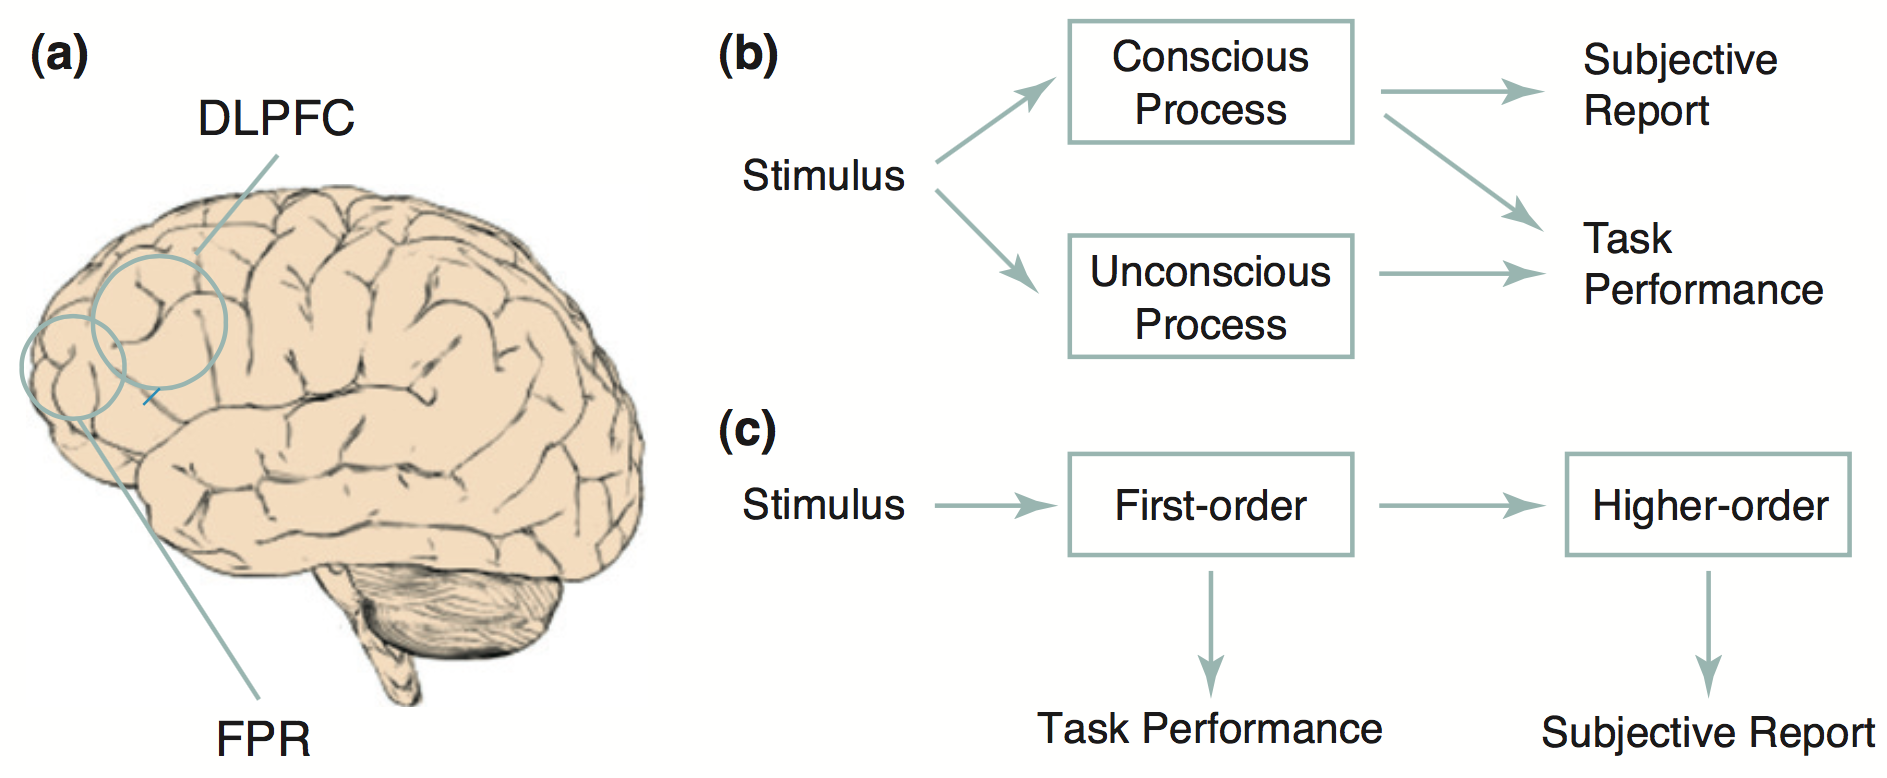 (a)
DLPFC
FPR
(b)
Stimulus
Conscious
Process
Unconscious
Process
Subjective
Report
Task
Performance
(c)
Stimulus
First-order
Higher-order
Task Performance
Subjective Report